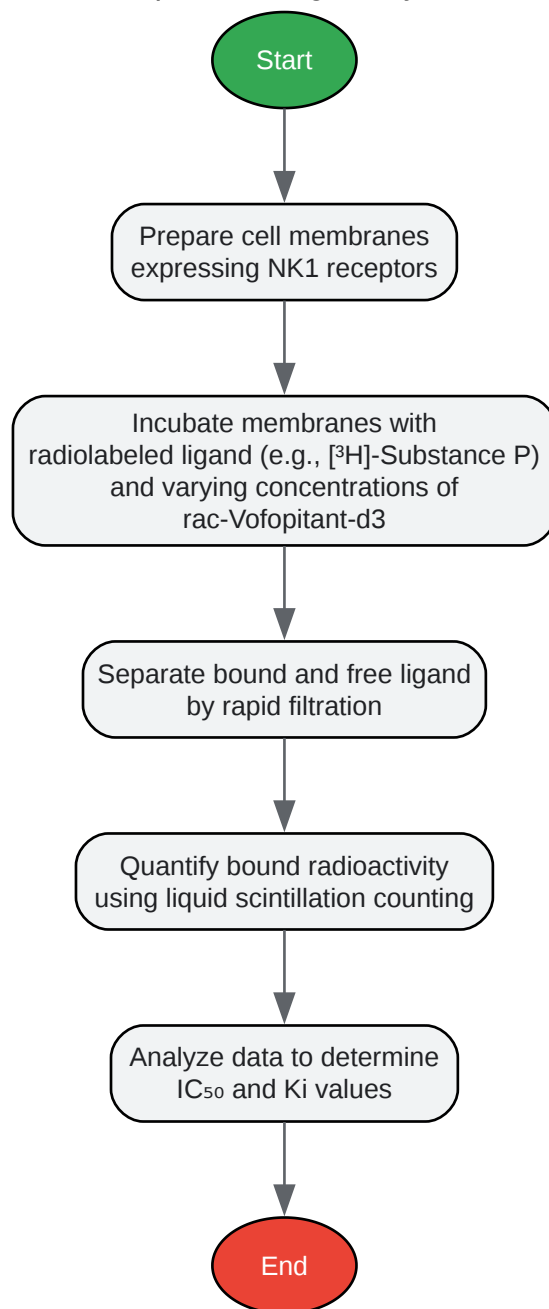 Start
Prepare cell membranes
expressing NK1 receptors
Incubate membranes with
radiolabeled ligand (e.g., [³H]-Substance P)
and varying concentrations of
rac-Vofopitant-d3
Separate bound and free ligand
by rapid filtration
Quantify bound radioactivity
using liquid scintillation counting
Analyze data to determine
IC₅₀ and Ki values
End